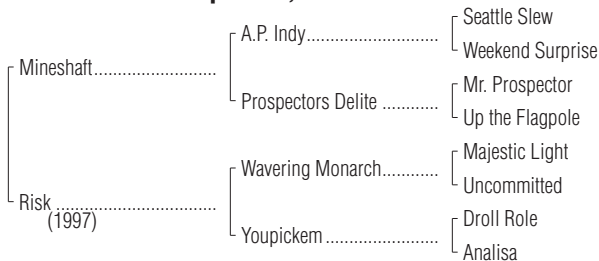 Seattle Slew
A.P. Indy
Weekend Surprise
Mineshaft
Mr. Prospector
Prospectors Delite
Up the Flagpole
Majestic Light
Wavering Monarch
Uncommitted
Risk
(1997)
Droll Role
Youpickem
Analisa